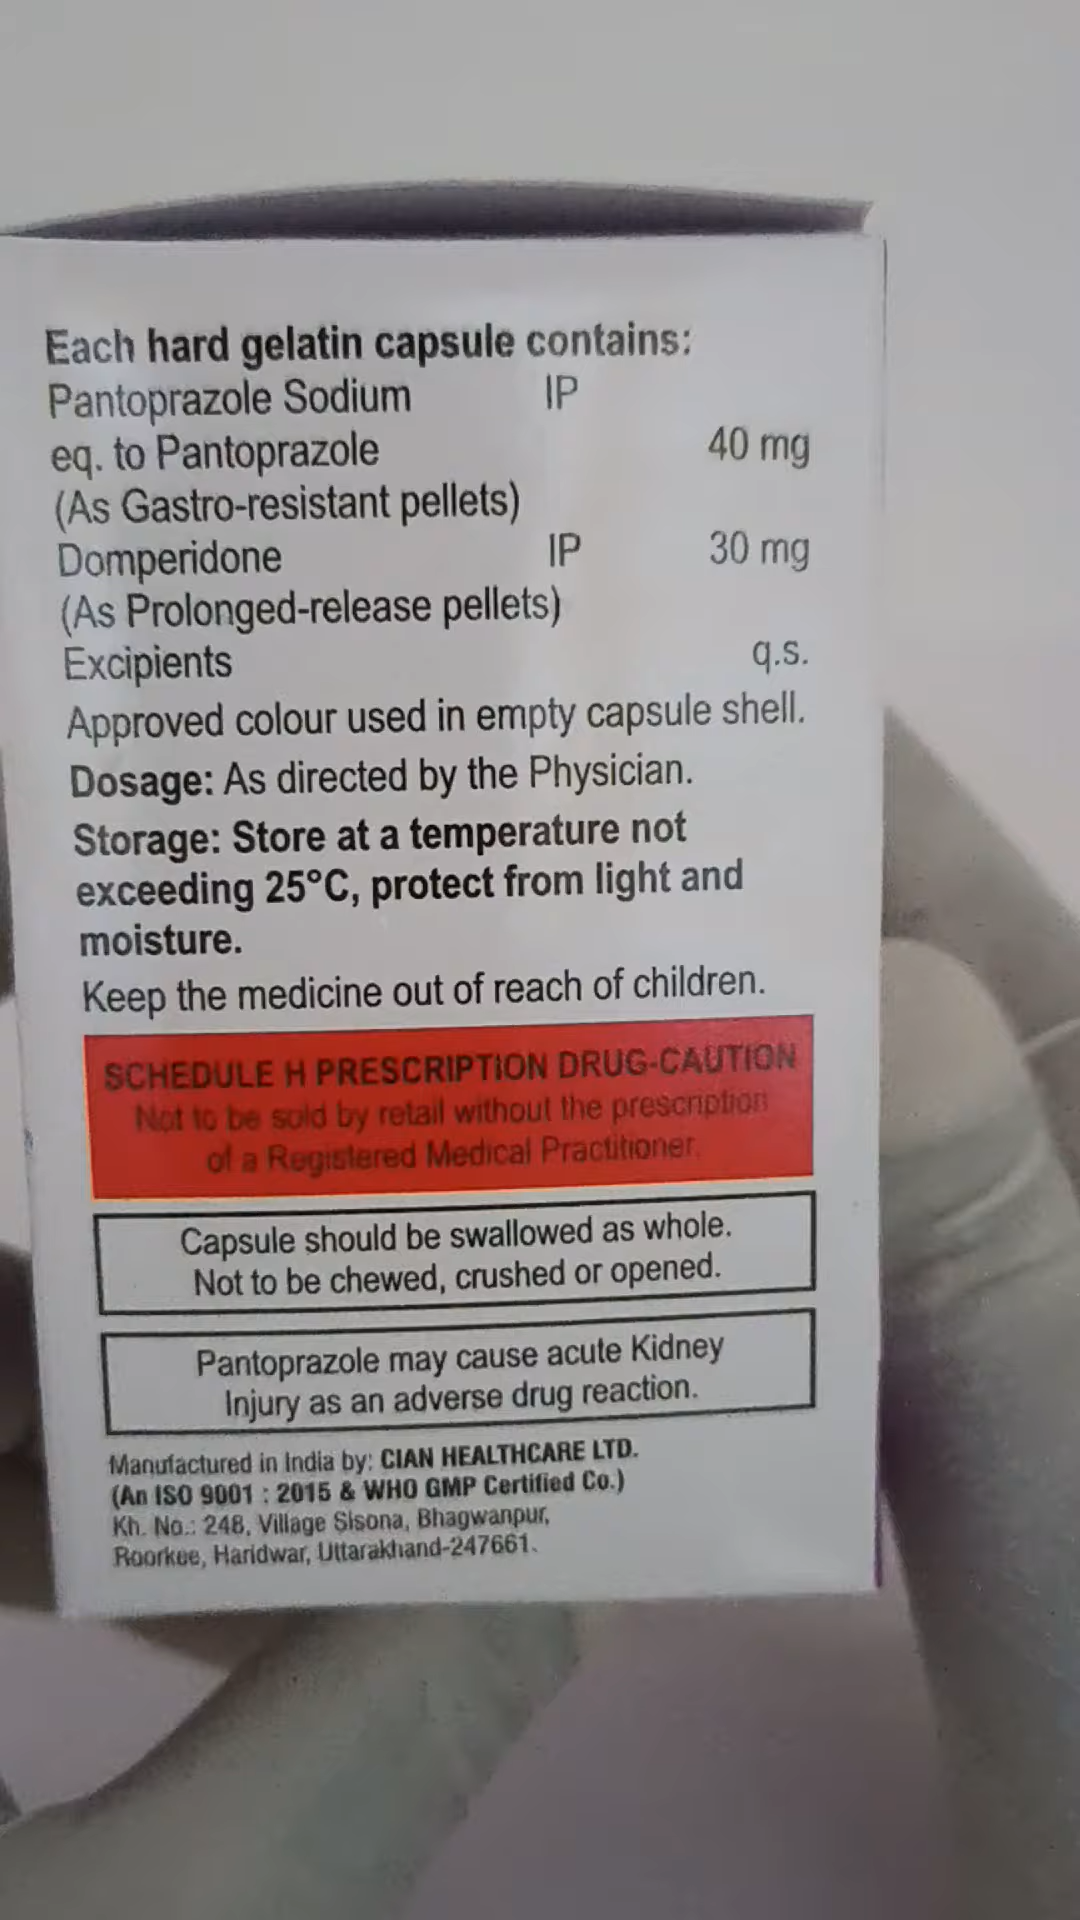 Each hard gelatin capsule contains:
Pantoprazole Sodium IP
eq. to Pantoprazole 40 mg
(As Gastro-resistant pellets)
Domperidone IP 30 mg
(As Prolonged-release pellets)
Excipients q.s.
Approved colour used in empty capsule shell.
Dosage: As directed by the Physician.
Storage: Store at a temperature not
exceeding 25°C, protect from light and
moisture.
Keep the medicine out of reach of children.
SCHEDULE H PRESCRIPTION DRUG-CAUTION
Not to be sold by retail without the prescription
of a Registered Medical Practitioner.
Capsule should be swallowed as whole.
Not to be chewed, crushed or opened.
Pantoprazole may cause acute Kidney
Injury as an adverse drug reaction.
Manufactured in India by: CIAN HEALTHCARE LTD.
(An ISO 9001 : 2015 & WHO GMP Certified Co.)
Kh. No.: 248, Village Sisona, Bhagwanpur,
Roorkee, Haridwar, Uttarakhand-247661.